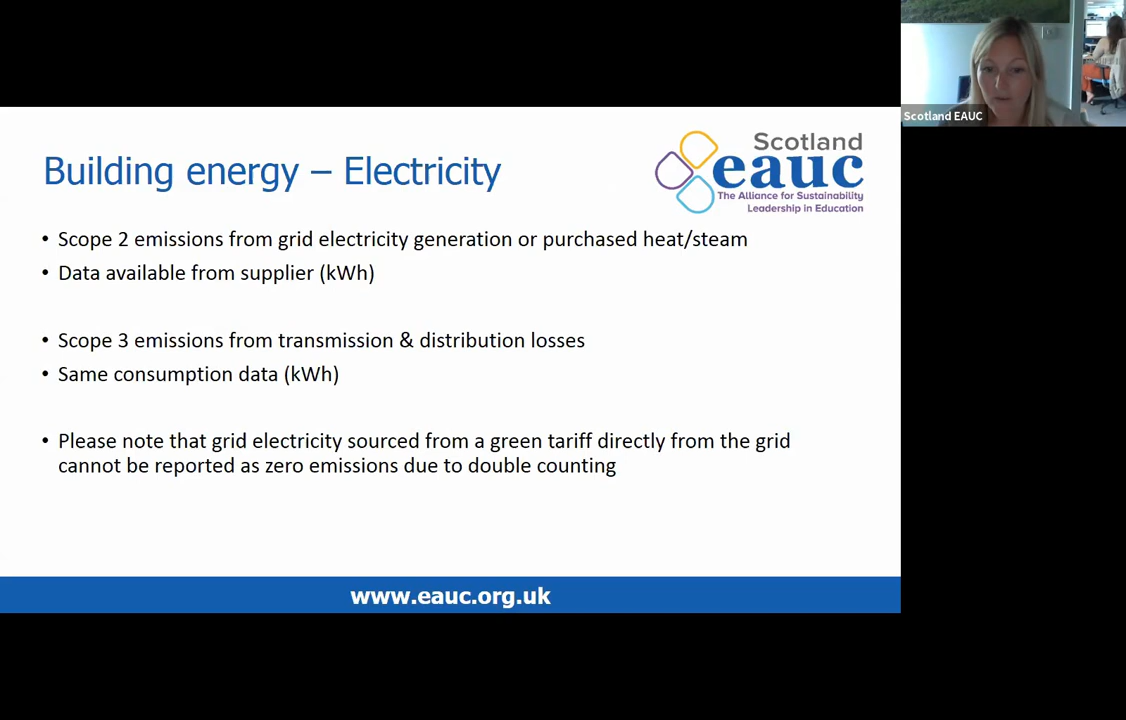 Scotland EAUC
Building energy – Electricity
Scotland
eauc
The Alliance for Sustainability
Leadership in Education
• Scope 2 emissions from grid electricity generation or purchased heat/steam
• Data available from supplier (kWh)
• Scope 3 emissions from transmission & distribution losses
• Same consumption data (kWh)
• Please note that grid electricity sourced from a green tariff directly from the grid
cannot be reported as zero emissions due to double counting
www.eauc.org.uk